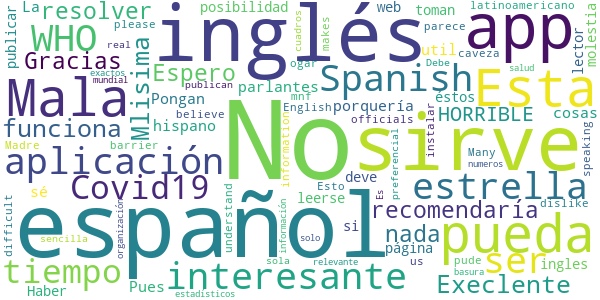 La resolver
posibilidad
web
toman
latinoamericano
publicar
please
cuadros
parece
WHO
inglés
app
Gracias
real
makes
ogar
util
caveza
lector
molestia
mundial
Mlisima
Espero
parlantes
Spanish
Esta
exactos
publican
Pongan
mnf
éstos
Mala
hispano
porquería
English
believe
officials
HORRIBLE
cosas
funciona
No
sirve
instalar
Debe
salud
Madre
barrier
information
Many
numeros
speaking
aplicación
Esto
preferencial
Covid19
deve
estrella
sé
leerse
Es
difficult
español
understand
si
recomendaría
dislike
organización
información
solo
nada
pueda
sencilla
página
ser
tiempo
Pues
interesante
sola
us
pude
ingles
Haber
relevante
basura
Execlente
estadísticos